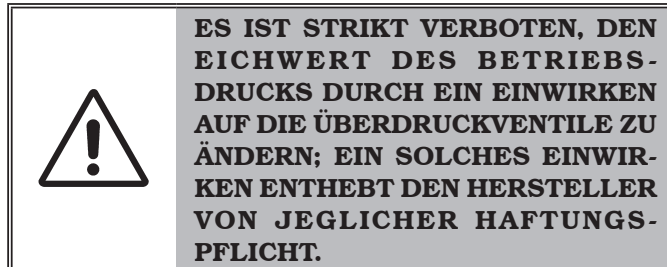 ES IST STRIKT VERBOTEN, DEN
EICHWERT DES BETRIEBS-
DRUCKS DURCH EIN EINWIRKEN
AUF DIE ÜBERDRUCKVENTILE ZU
ÄNDERN; EIN SOLCHES EINWIR-
KEN ENTHEBT DEN HERSTELLER
VON JEGLICHER HAFTUNGS-
PFLICHT.